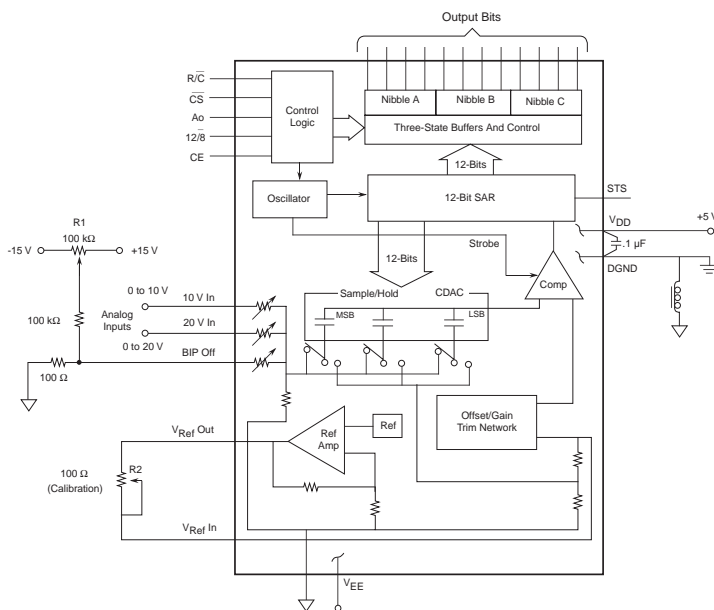 Output Bits
R/C̅
C̅S̅
Ao
12/8̅
CE
Control
Logic
Nibble A
Nibble B
Nibble C
Three-State Buffers And Control
12-Bits
Oscillator
12-Bit SAR
STS
VDD
+5 V
.1 µF
DGND
R1
-15 V
100 kΩ
+15 V
12-Bits
Strobe
Comp
0 to 10 V
10 V In
Sample/Hold
CDAC
MSB
LSB
100 kΩ
Analog
Inputs
20 V In
0 to 20 V
BIP Off
100 Ω
VRef Out
Ref
Amp
Ref
Offset/Gain
Trim Network
100 Ω
(Calibration)
R2
VRef In
VEE